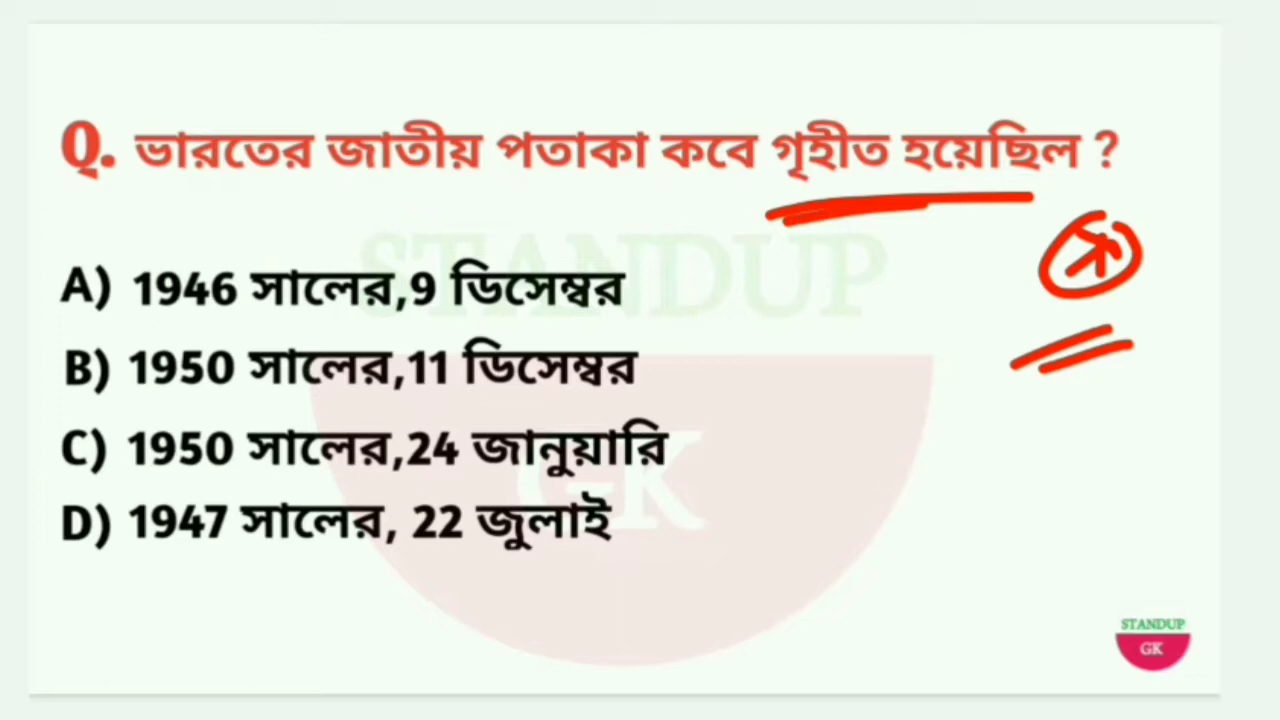 Q. ভারতের জাতীয় পতাকা কবে গৃহীত হয়েছিল ?
STANDUP
A) 1946 সালের,9 ডিসেম্বর
B) 1950 সালের,11 ডিসেম্বর
C) 1950 সালের,24 জানুয়ারি
GK
D) 1947 সালের, 22 জুলাই
STANDUP
GK